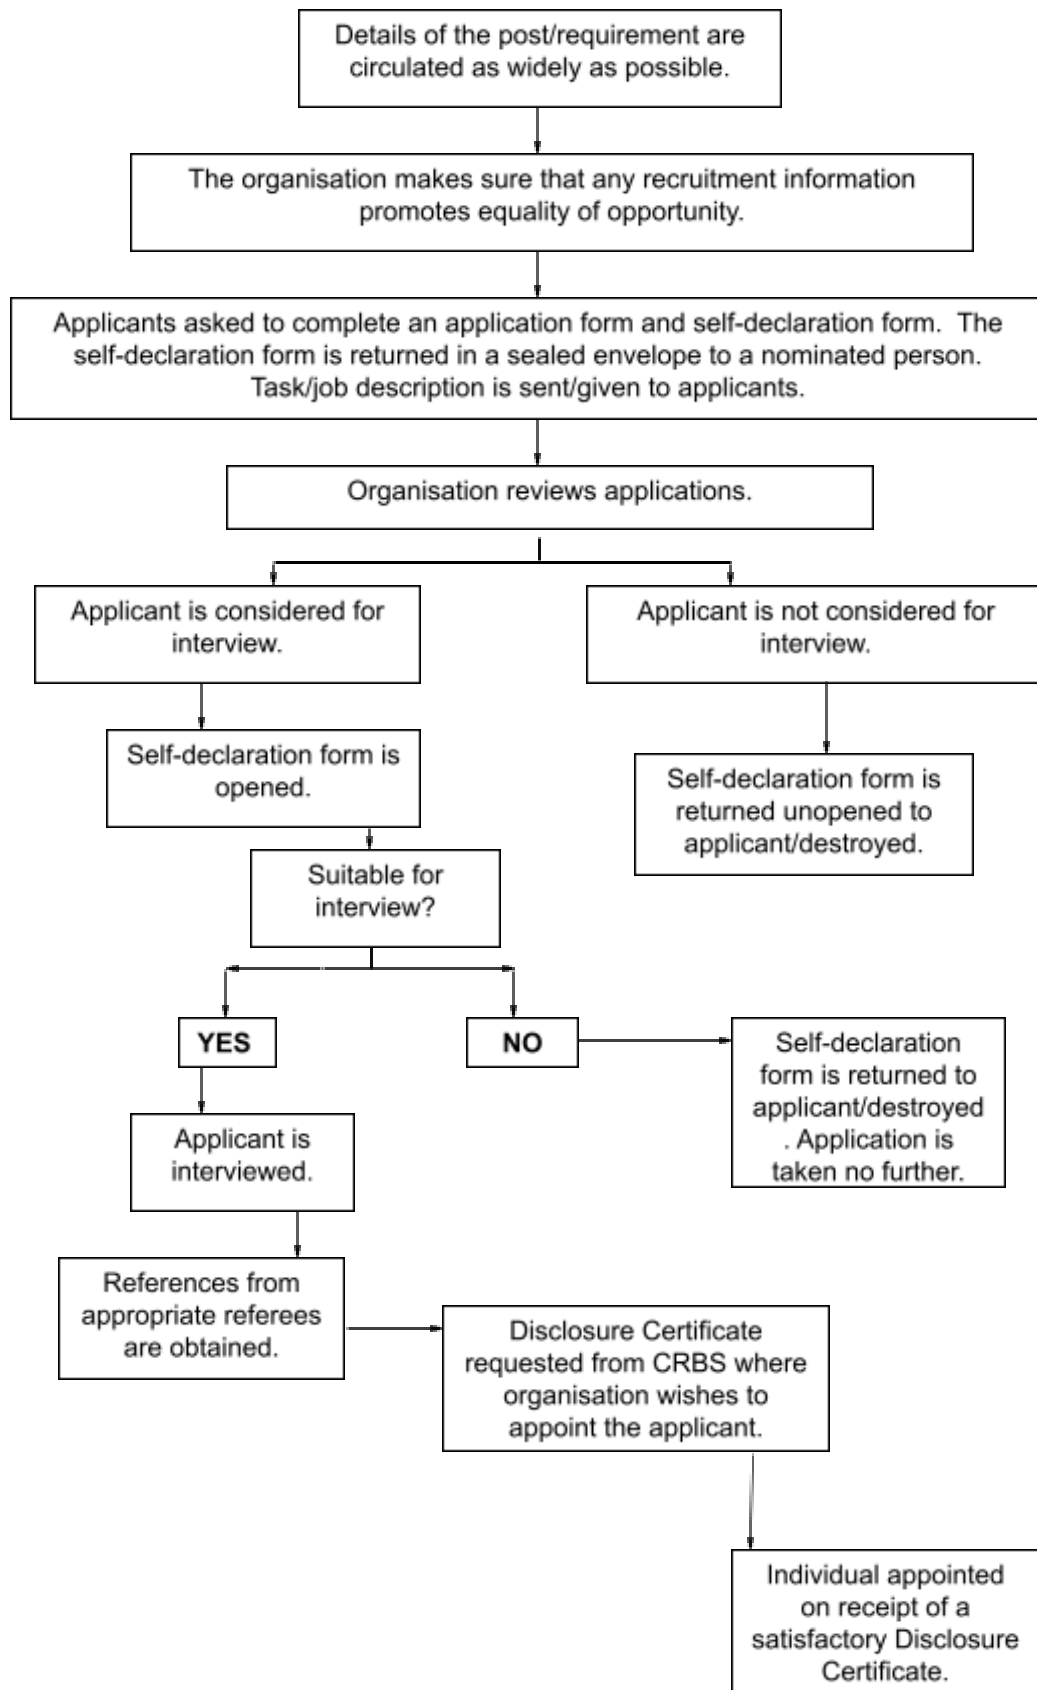 Details of the post/requirement are
circulated as widely as possible.
The organisation makes sure that any recruitment information
promotes equality of opportunity.
Applicants asked to complete an application form and self-declaration form.  The
self-declaration form is returned in a sealed envelope to a nominated person.
Task/job description is sent/given to applicants.
Organisation reviews applications.
Applicant is considered for
interview.
Applicant is not considered for
interview.
Self-declaration form is
opened.
Self-declaration form is
returned unopened to
applicant/destroyed.
Suitable for
interview?
YES
NO
Self-declaration
form is returned to
applicant/destroyed
. Application is
taken no further.
Applicant is
interviewed.
References from
appropriate referees
are obtained.
Disclosure Certificate
requested from CRBS where
organisation wishes to
appoint the applicant.
Individual appointed
on receipt of a
satisfactory Disclosure
Certificate.